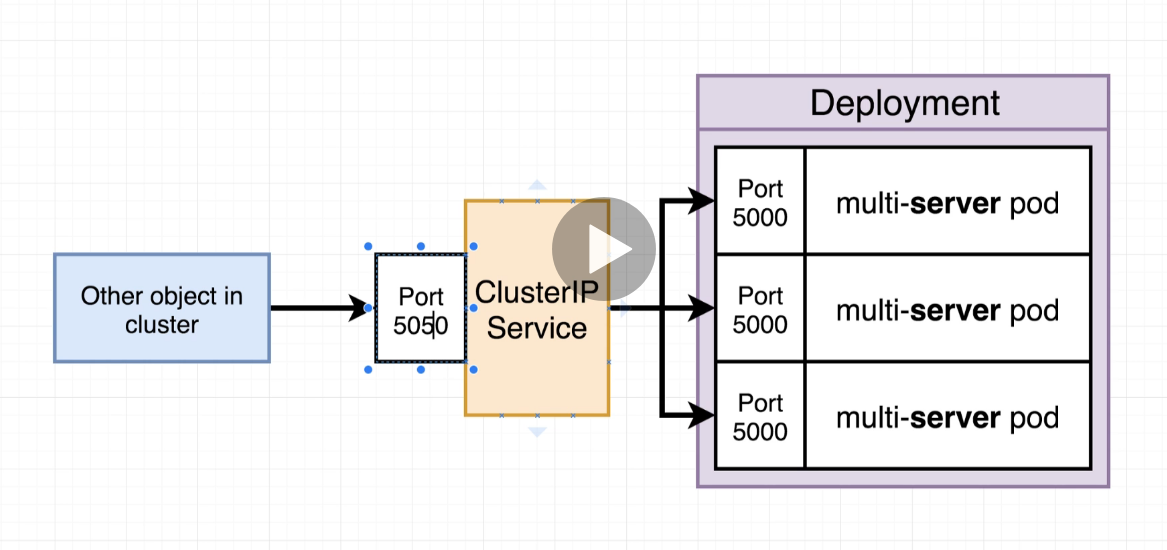 Deployment
Port
5000
multi-server pod
Other object in
cluster
Port
5050
ClusterIP
Service
Port
5000
multi-server pod
Port
5000
multi-server pod